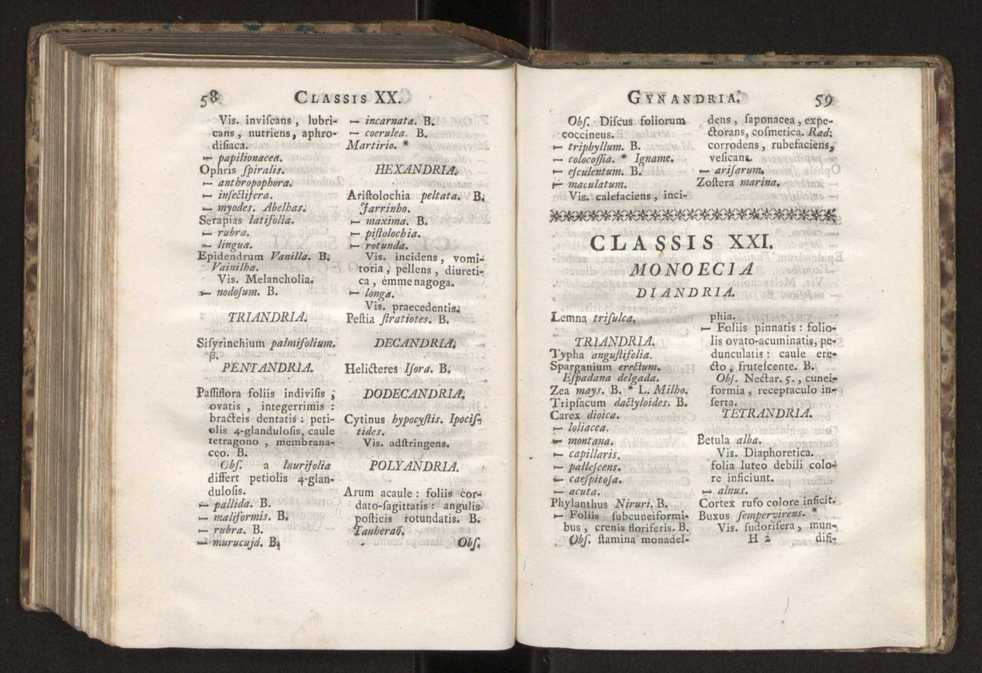 58 CLASSIS XX.
Vis. inviſcans, lubri-
cans, nutriens, aphro-
diſiaca.
— papilionacea.
Ophris ſpiralis.
— anthropophora.
— inſectifera.
— myodes. Abelhas.
Serapias latifolia.
— rubra.
— lingua.
Epidendrum Vanilla. B.
Vainilha.
Vis. Melancholia.
— nodoſum. B.
TRIANDRIA.
Siſyrinchium palmifolium.
β.
PENTANDRIA.
Paſſiflora foliis indiviſis,
ovatis, integerrimis:
bracteis dentatis: peti-
olis 4-glandulofis, caule
tetragono, membrana-
ceo. B.
Obſ. a laurifolia
differt petiolis 4-glan-
duloſis.
— pallida. B.
— maliformis. B.
— rubra. B.
— murucujá. B.
— incarnata. B.
— coerulea. B.
Martirio. *
HEXANDRIA.
Ariſtolochia peltata. B.
Jarrinho.
— maxima. B.
— piſtolochia.
— rotunda.
Vis. incidens, vomi-
toria, pellens, diureti-
ca, emmenagoga.
— longa.
Vis. praecedentis.
Peſtia ſtratiotes. B.
DECANDRIA.
Helicteres Iſora. B.
DODECANDRIA.
Cytinus hypocyſtis. Ipociſ-
tides.
Vis. adſtringens.
POLYANDRIA.
Arum acaule: foliis cor-
dato-ſagittatis: angulis
poſticis rotundatis. B.
Tanheraó.
Obſ.
GYNANDRIA. 59
Obſ. Diſcus foliorum
coccineus.
— triphyllum. B.
— colocoſſia. * Igname.
— eſculentum. B.
— maculatum.
Vis. calefaciens, inci-
dens, ſaponacea, expe-
ctorans, coſmetica. Rad:
corrodens, rubefaciens,
veſicans.
— ariſarum.
Zoſtera marina.
CLASSIS XXI.
MONOECIA
DIANDRIA.
Lemna triſulca.
TRIANDRIA.
Typha anguſtifolia.
Sparganium erectum.
Eſpadana delgada.
Zea mays. B. * L. Milho.
Tripſacum dactyloides. B.
Carex dioica.
— loliacea.
— montana.
— capillaris.
— palleſcens.
— caeſpitoſa.
— acuta.
Phylanthus Niruri. B.
— Foliis ſubcuneiformi-
bus, crenis floriferis. B.
Obſ. ſtamina monadel-
phia.
— Foliis pinnatis: folio-
lis ovato-acuminatis, pe-
dunculatis: caule ere-
cto, fruteſcente. B.
Obſ. Nectar. 5., cunei-
formia, receptaculo in-
ſerta.
TETRANDRIA.
Betula alba.
Vis. Diaphoretica.
folia luteo debili colo-
re inficiunt.
— alnus.
Cortex rufo colore inficit.
Buxus ſempervirens. *
Vis. ſudorifera, mun-
H 2 difi-